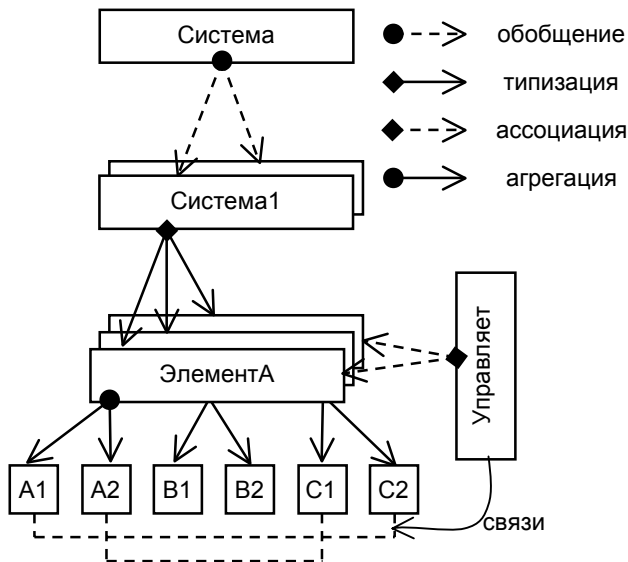 Система
обобщение
типизация
ассоциация
агрегация
Система1
ЭлементА
Управляет
A1
A2
B1
B2
C1
C2
связи